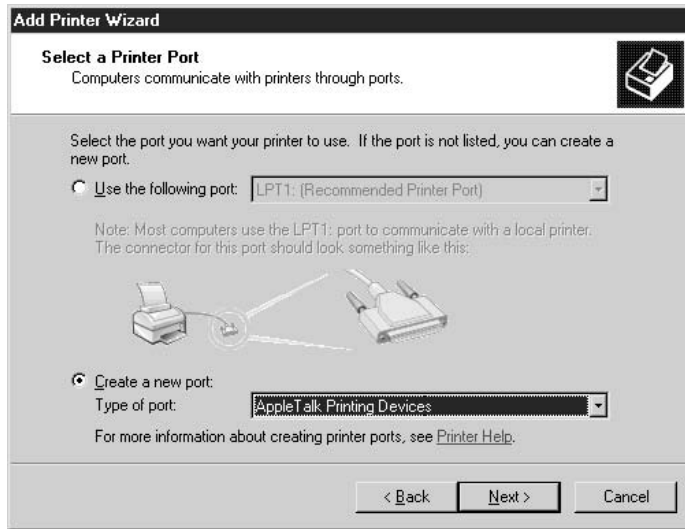 Add Printer Wizard
Select a Printer Port
Computers communicate with printers through ports.
Select the port you want your printer to use. If the port is not listed, you can create a
new port.
Use the following port: LPT1: (Recommended Printer Port)
Note: Most computers use the LPT1: port to communicate with a local printer.
The connector for this port should look something like this:
Create a new port:
Type of port: AppleTalk Printing Devices
For more information about creating printer ports, see Printer Help.
< Back Next > Cancel